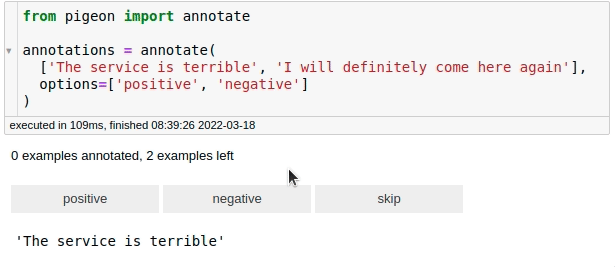 from pigeon import annotate
annotations = annotate(
['The service is terrible', 'I will definitely come here again'],
options=['positive', 'negative']
)
executed in 109ms, finished 08:39:26 2022-03-18
0 examples annotated, 2 examples left
positive negative skip
'The service is terrible'